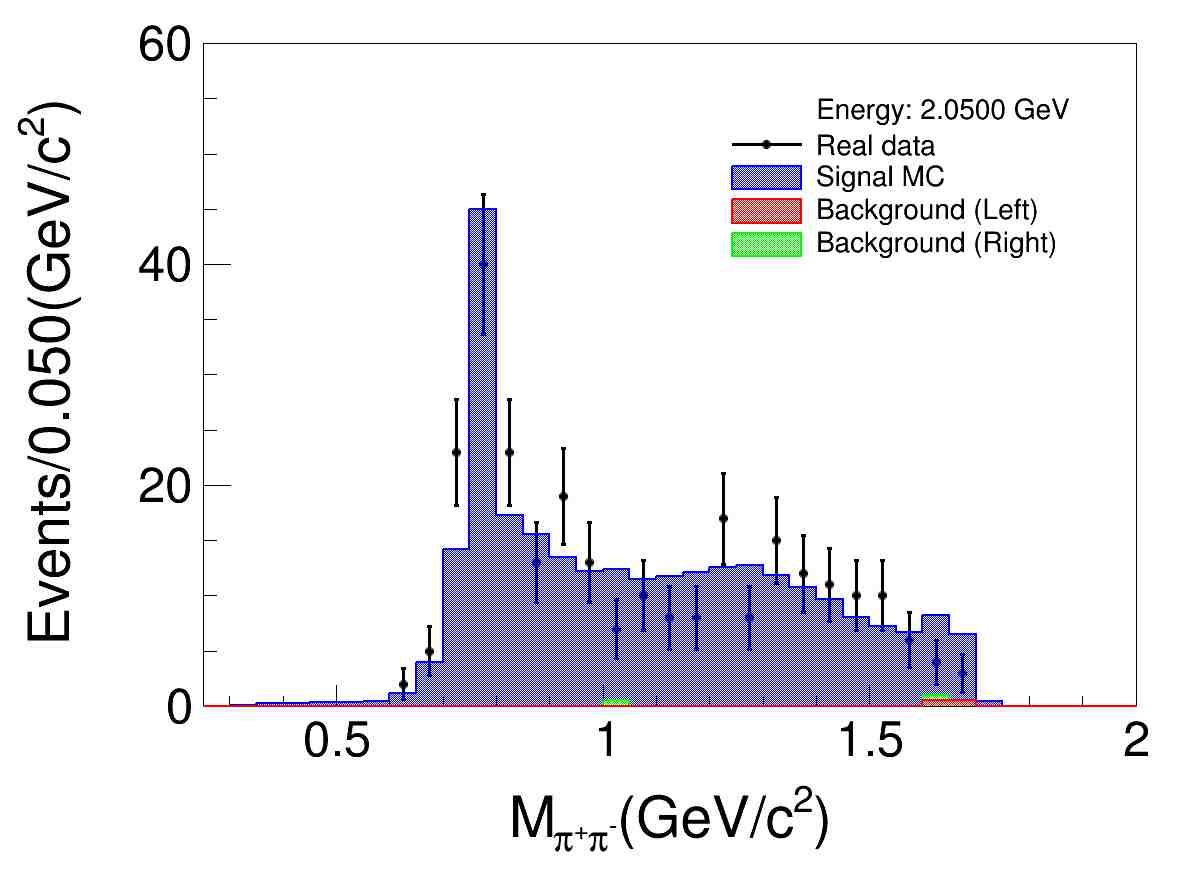 60
40
20
0
Events/0.050(GeV/c²)
Energy: 2.0500 GeV
Real data
Signal MC
Background (Left)
Background (Right)
0.5 1 1.5 2
Mπ⁺π⁻(GeV/c²)